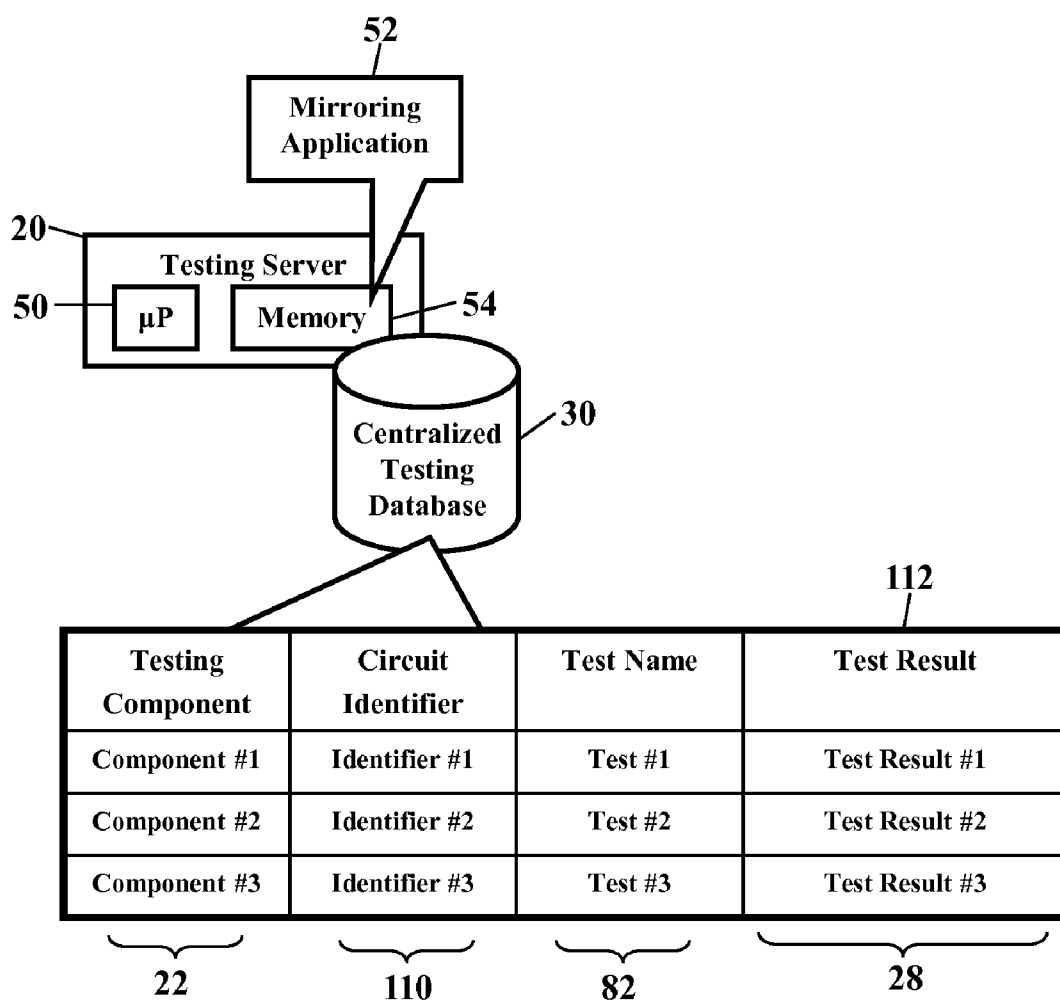 52
Mirroring
Application
20
Testing Server
50
µP
Memory
54
30
Centralized
Testing
Database
112
Testing
Component
Circuit
Identifier
Test Name
Test Result
Component #1
Identifier #1
Test #1
Test Result #1
Component #2
Identifier #2
Test #2
Test Result #2
Component #3
Identifier #3
Test #3
Test Result #3
22
110
82
28